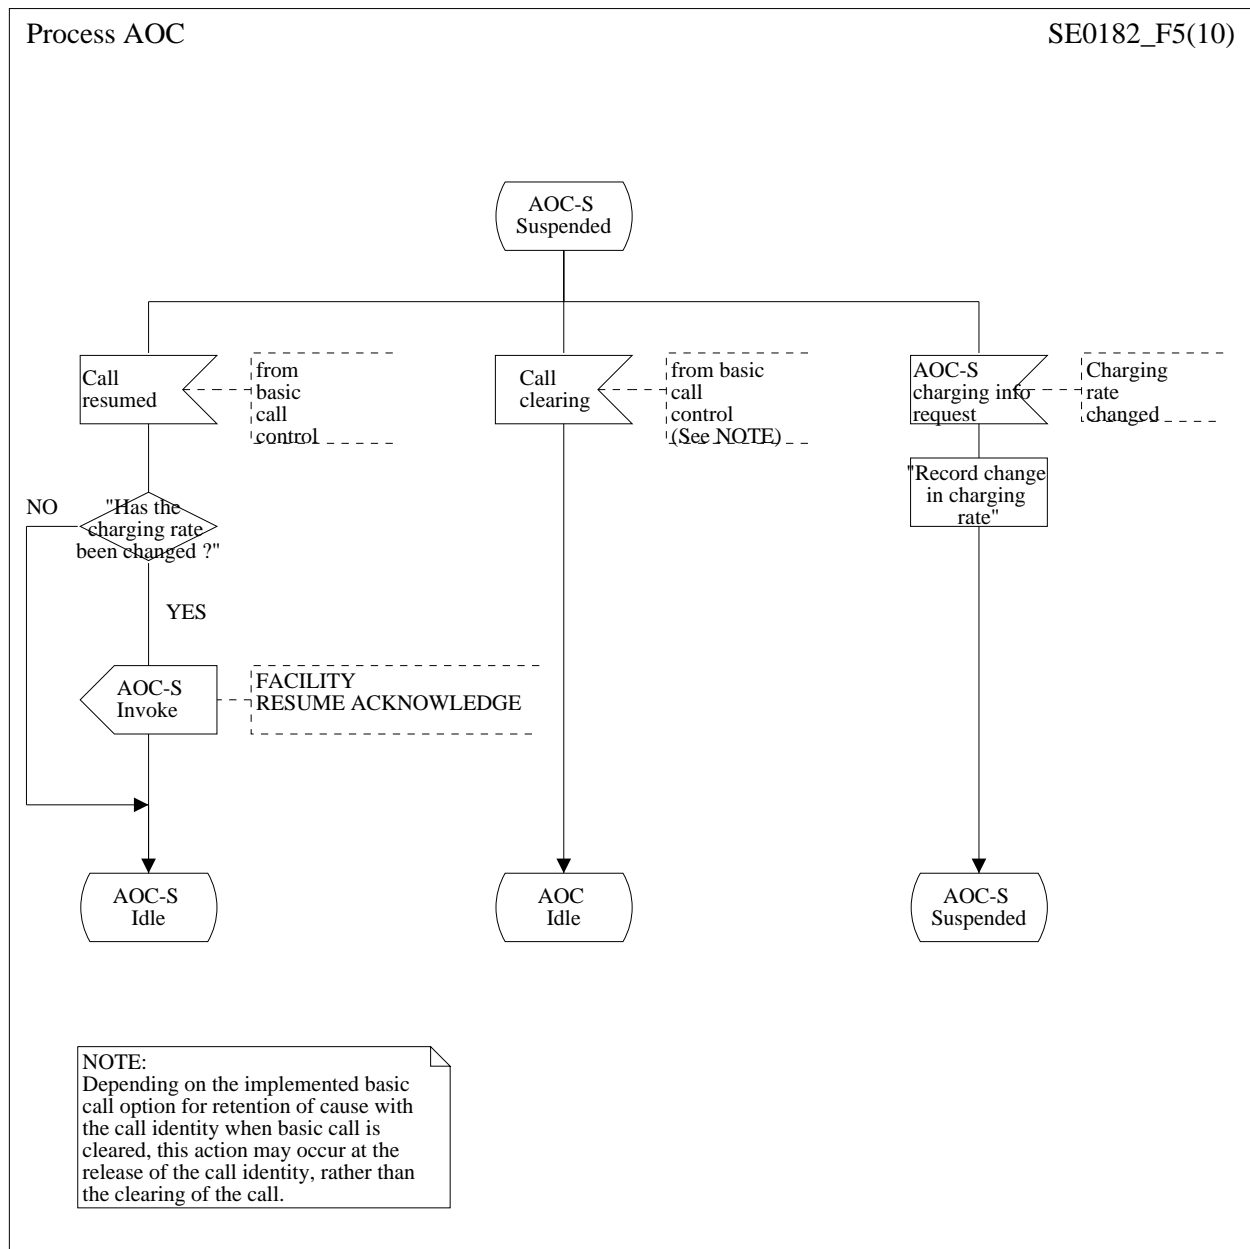 Process AOC
SE0182_F5(10)
AOC-S
Suspended
Call
resumed
from
basic
call
control
Call
clearing
from basic
call
control
(See NOTE)
AOC-S
charging info
request
Charging
rate
changed
"Record change
in charging
rate"
NO
"Has the
charging rate
been changed ?"
YES
AOC-S
Invoke
FACILITY
RESUME ACKNOWLEDGE
AOC-S
Idle
AOC
Idle
AOC-S
Suspended
NOTE:
Depending on the implemented basic
call option for retention of cause with
the call identity when basic call is
cleared, this action may occur at the
release of the call identity, rather than
the clearing of the call.